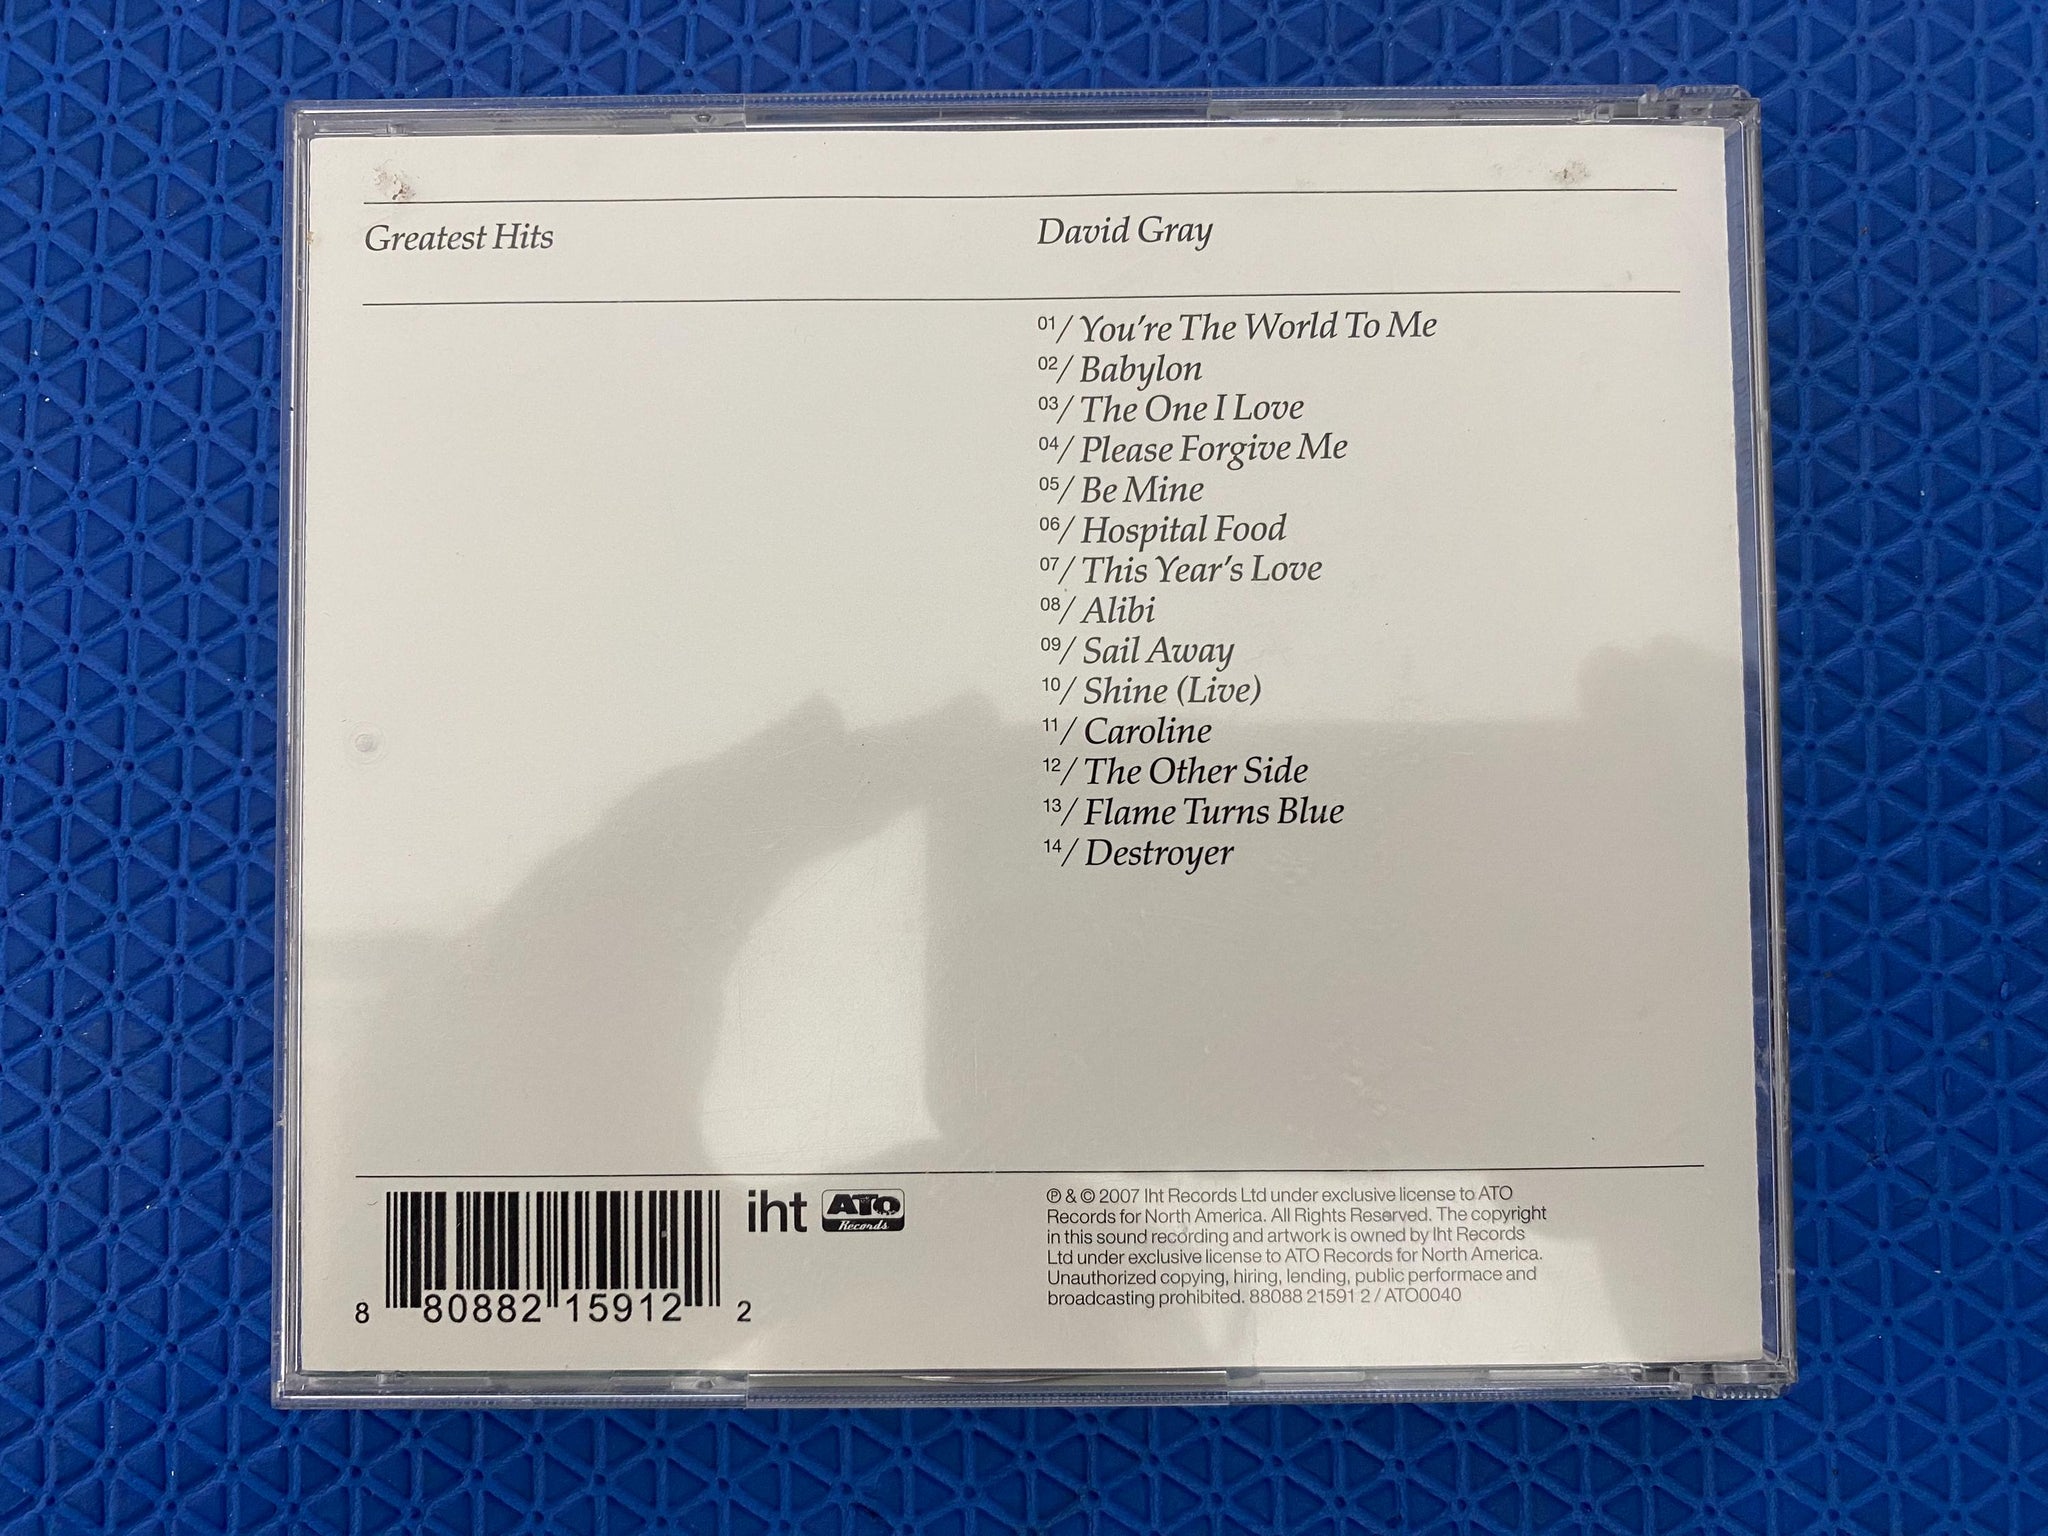 Greatest Hits
David Gray
01/ You're The World To Me
02/ Babylon
03/ The One I Love
04/ Please Forgive Me
05/ Be Mine
06/ Hospital Food
07/ This Year's Love
08/ Alibi
09/ Sail Away
10/ Shine (Live)
11/ Caroline
12/ The Other Side
13/ Flame Turns Blue
14/ Destroyer
8 80882 15912 2
iht
ATO
Records
℗ & © 2007 Iht Records Ltd under exclusive license to ATO
Records for North America. All Rights Reserved. The copyright
in this sound recording and artwork is owned by Iht Records
Ltd under exclusive license to ATO Records for North America.
Unauthorized copying, hiring, lending, public performace and
broadcasting prohibited. 88088 21591 2 / ATO0040